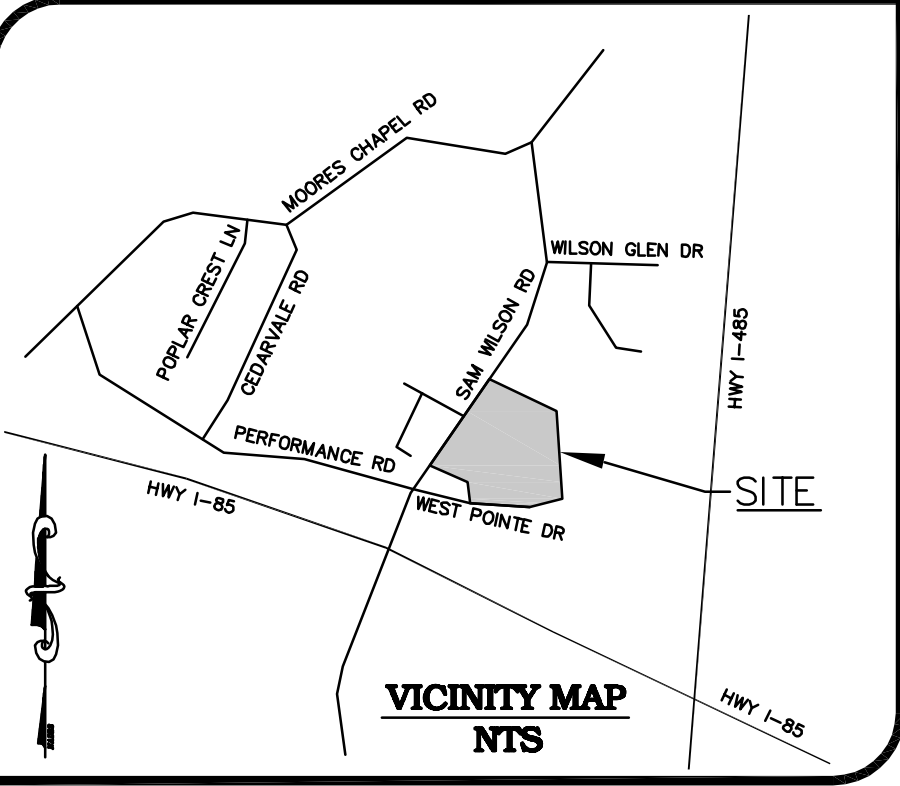 MOORES CHAPEL RD
POPLAR CREST LN
CEDARVALE RD
WILSON GLEN DR
SAM WILSON RD
HWY I-485
PERFORMANCE RD
HWY I-85
WEST POINTE DR
SITE
VICINITY MAP
NTS
HWY I-85